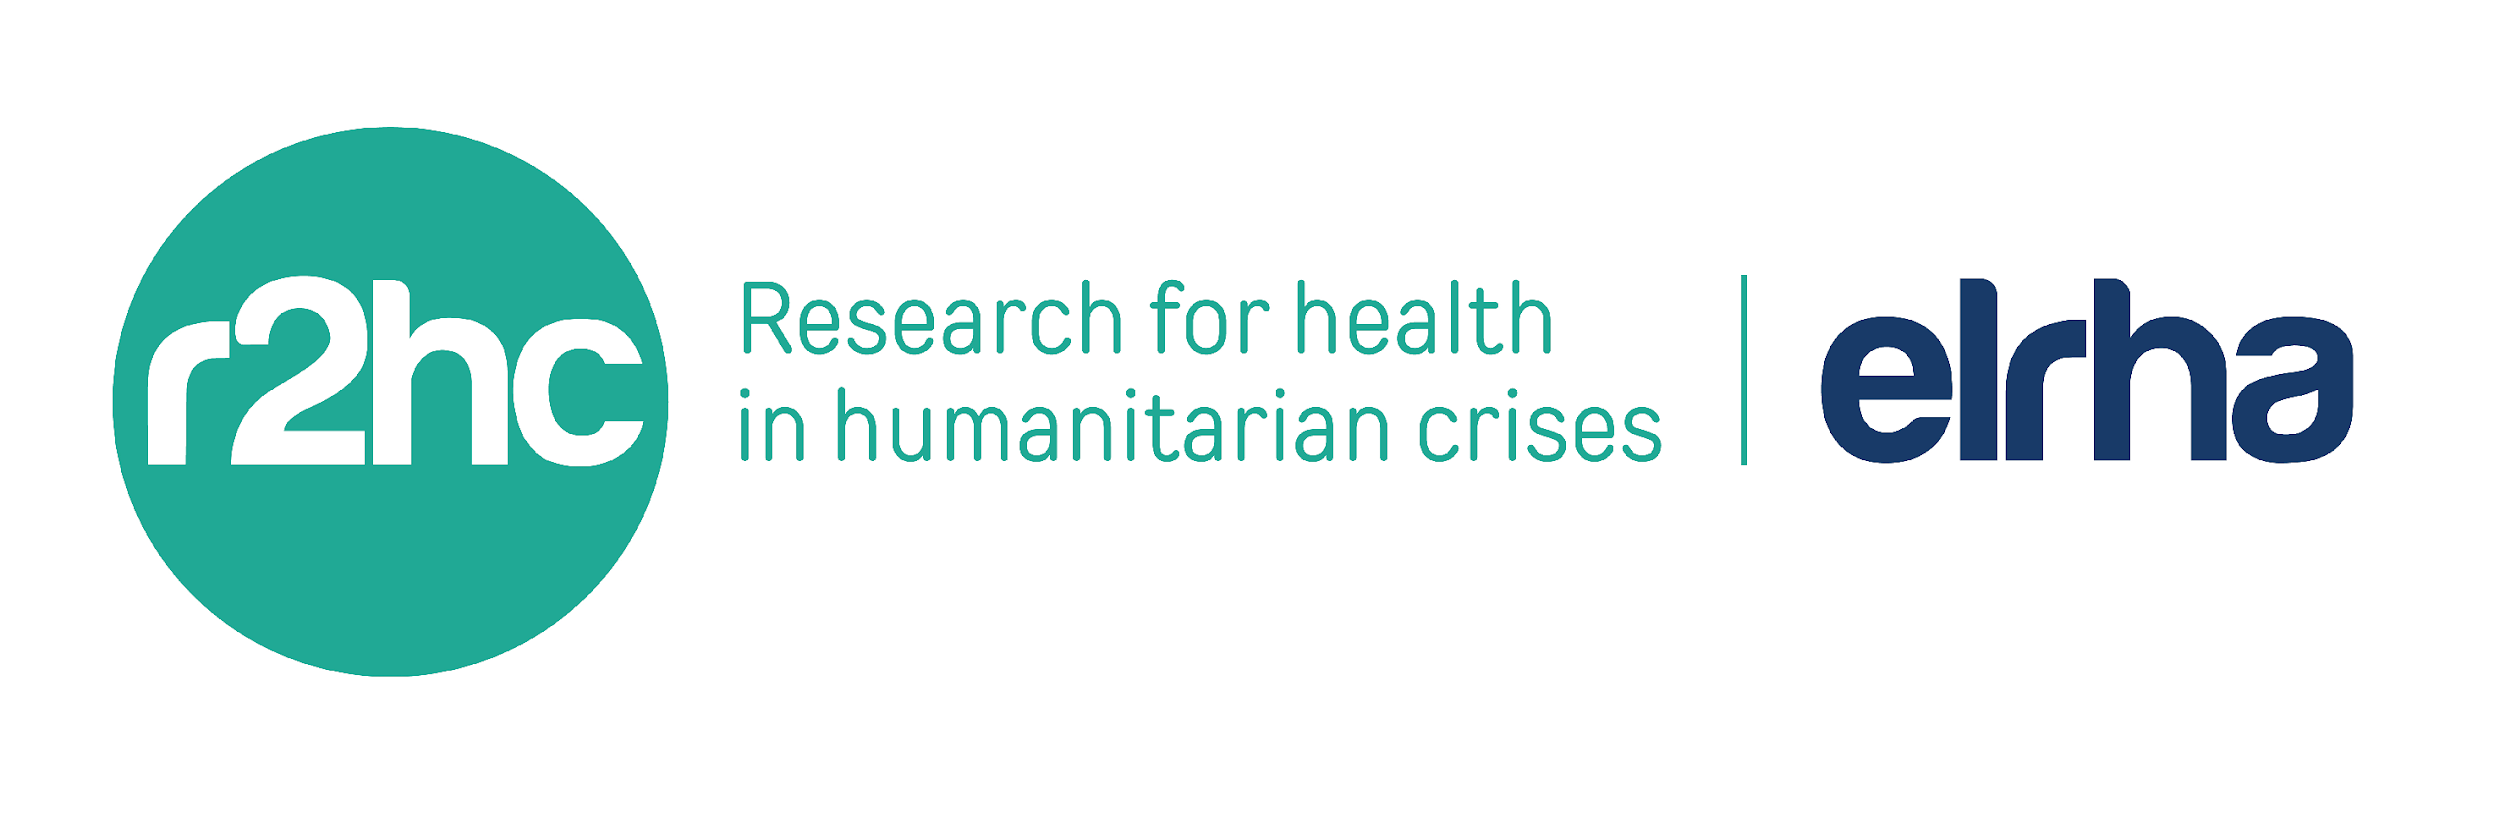 r2hc
Research for health
in humanitarian crises
elrha